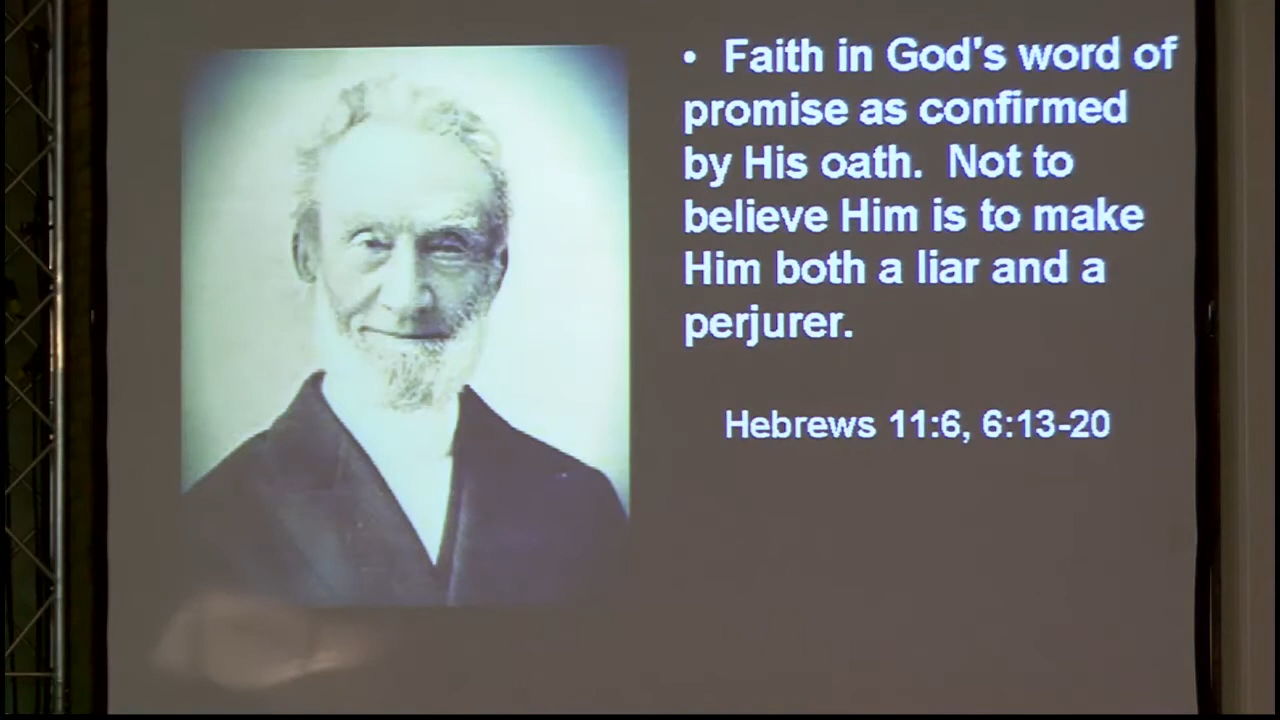 • Faith in God's word of
promise as confirmed
by His oath. Not to
believe Him is to make
Him both a liar and a
perjurer.
Hebrews 11:6, 6:13-20